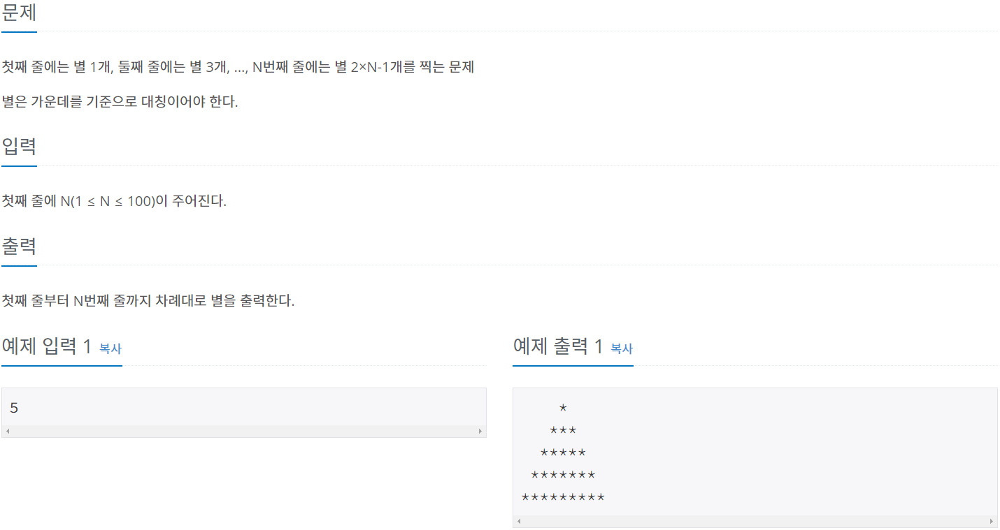 문제
첫째 줄에는 별 1개, 둘째 줄에는 별 3개, ..., N번째 줄에는 별 2×N-1개를 찍는 문제
별은 가운데를 기준으로 대칭이어야 한다.
입력
첫째 줄에 N(1 ≤ N ≤ 100)이 주어진다.
출력
첫째 줄부터 N번째 줄까지 차례대로 별을 출력한다.
예제 입력 1 복사
5
예제 출력 1 복사
    *
   ***
  *****
 *******
*********